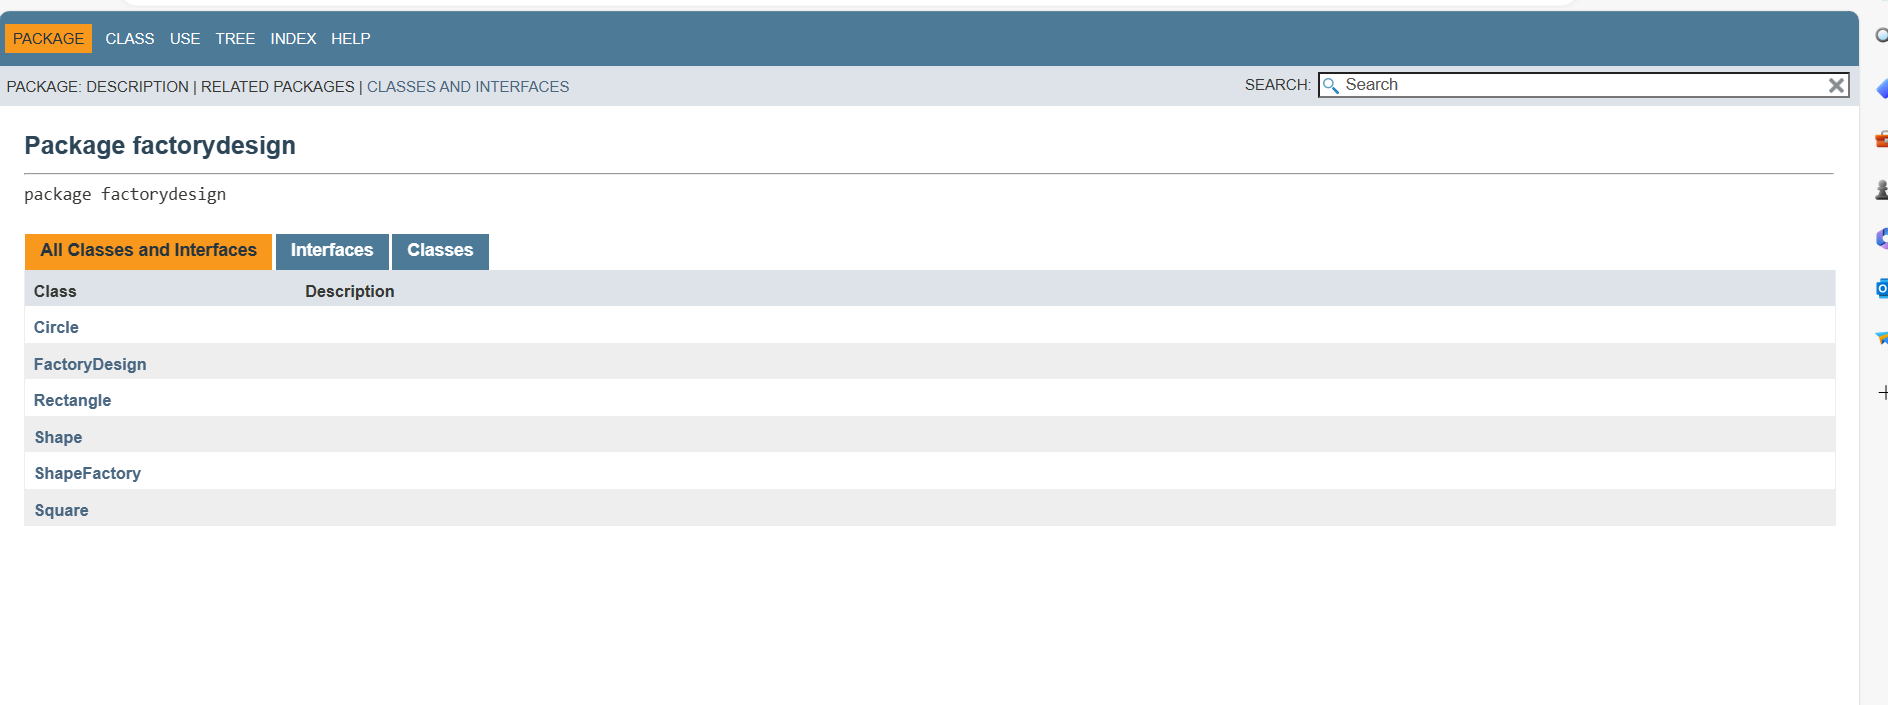 PACKAGE CLASS USE TREE INDEX HELP
PACKAGE: DESCRIPTION | RELATED PACKAGES | CLASSES AND INTERFACES SEARCH: Search
Package factorydesign
package factorydesign
All Classes and Interfaces Interfaces Classes
Class Description
Circle
FactoryDesign
Rectangle
Shape
ShapeFactory
Square